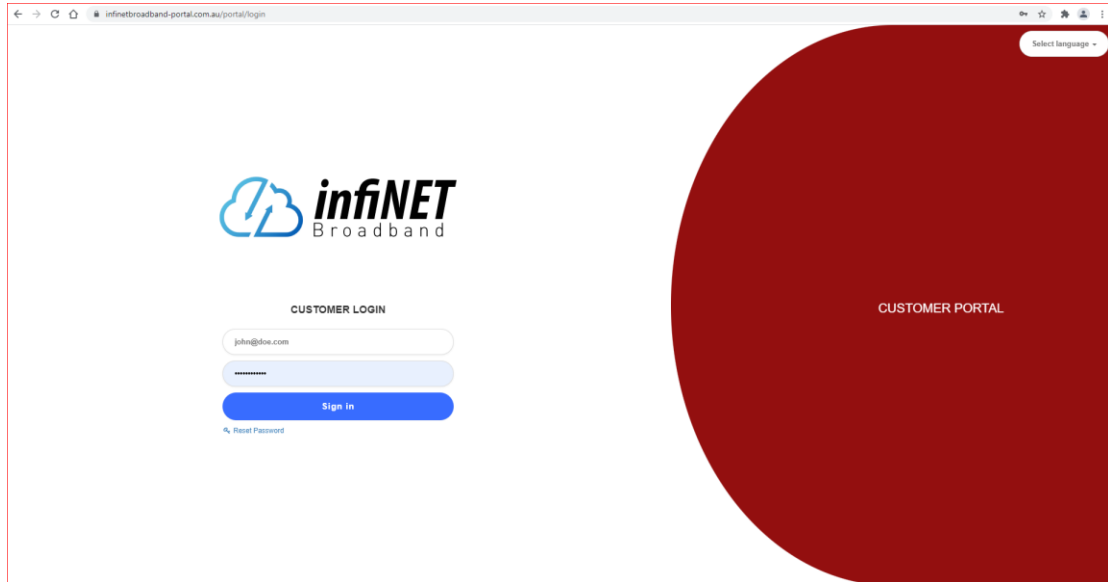 infinetbroadband-portal.com.au/portal/login
Select language
infiNET
Broadband
CUSTOMER LOGIN
CUSTOMER PORTAL
john@doe.com
••••••••••••
Sign in
Reset Password